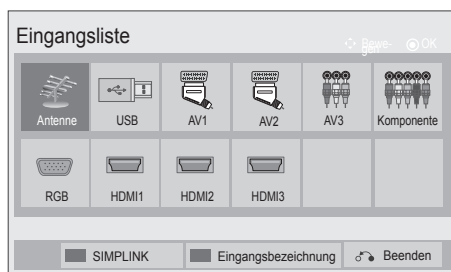 Eingangsliste
Bewe-
gen
OK
Antenne USB AV1 AV2 AV3 Komponente
RGB HDMI1 HDMI2 HDMI3
SIMPLINK Eingangsbezeichnung Beenden